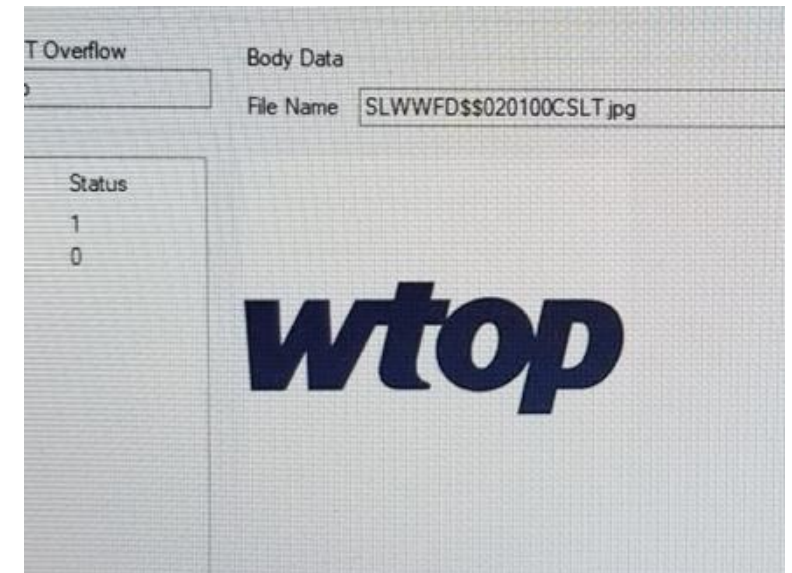 T Overflow
Body Data
File Name SLWWFD$$020100CSLT.jpg
Status
1
0
wtop